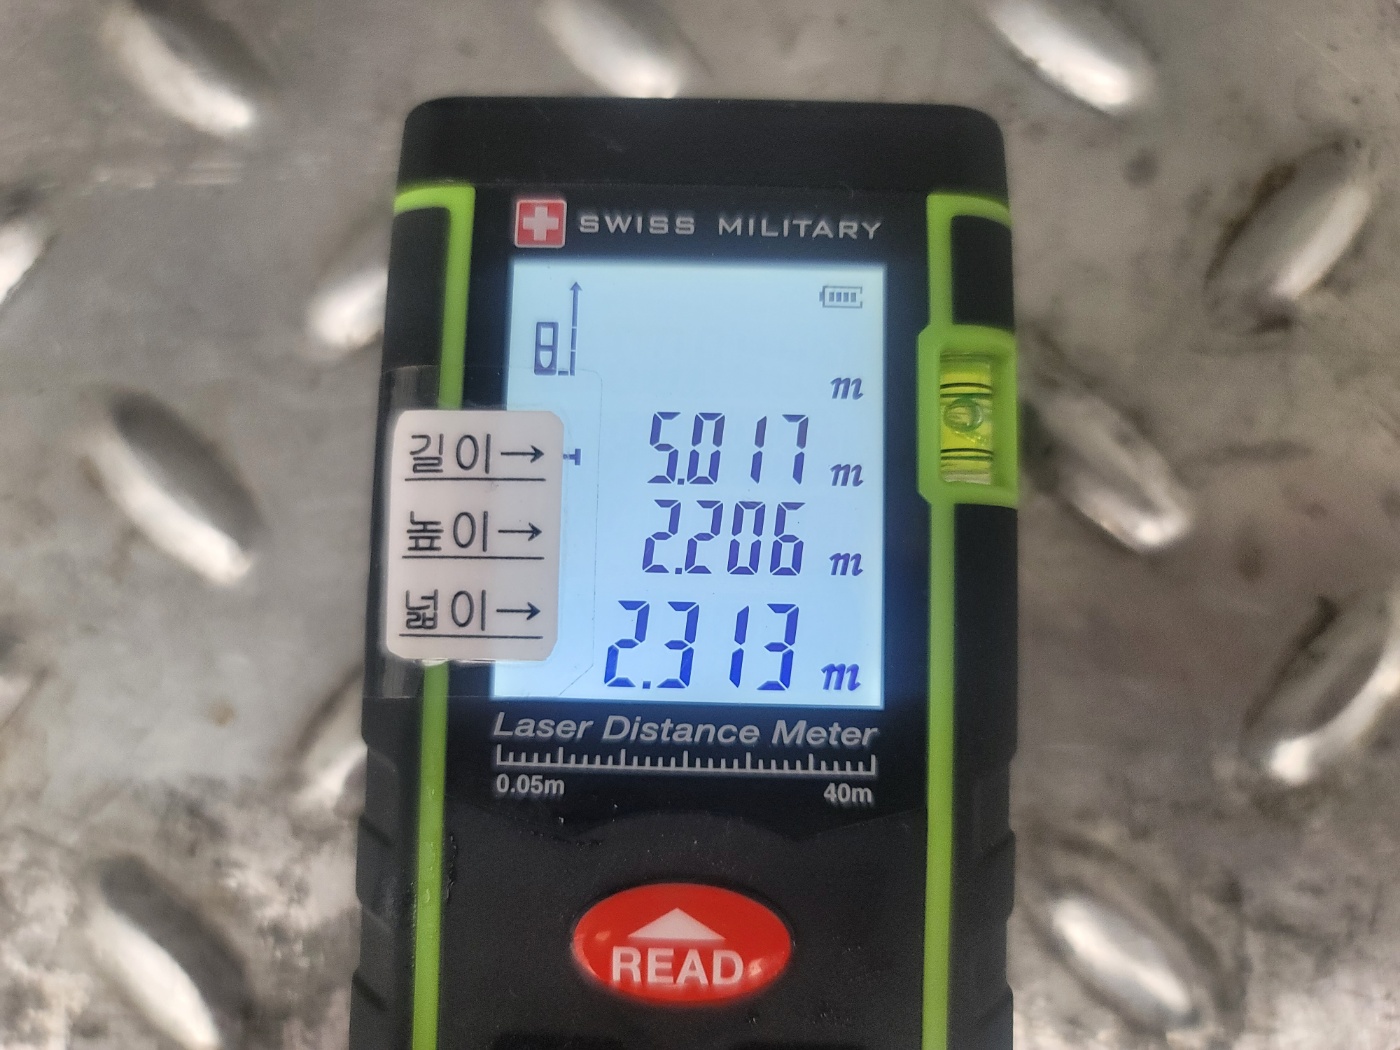 SWISS MILITARY
m
길이→ 5.017 m
높이→ 2.206 m
넓이→ 2.313 m
Laser Distance Meter
0.05m 40m
READ